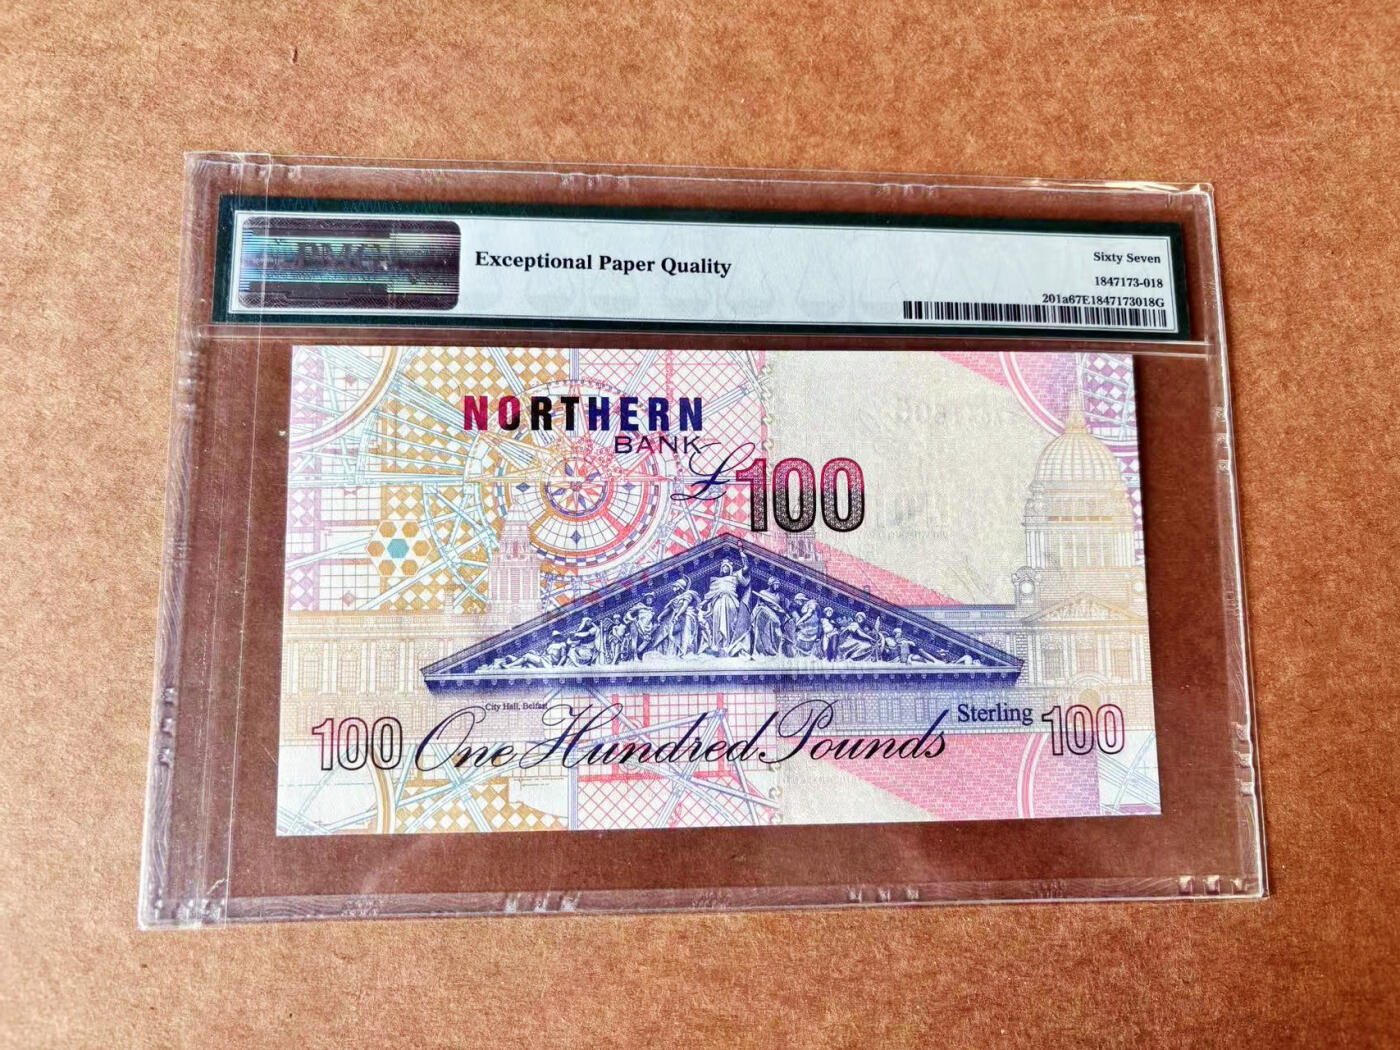 PMG
Exceptional Paper Quality
Sixty Seven
1847173-018
201a67E1847173018G
NORTHERN
BANK
£100
City Hall, Belfast
100 One Hundred Pounds Sterling 100